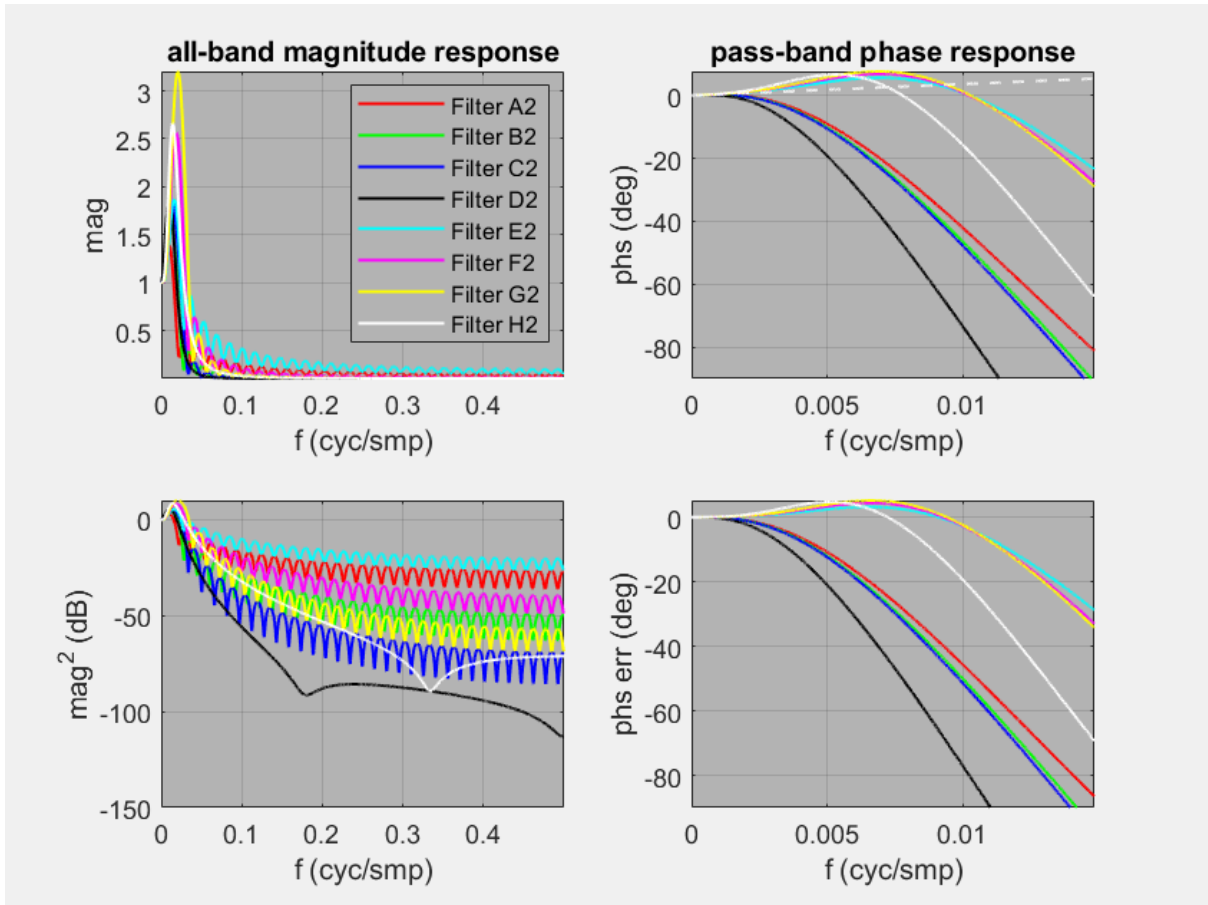 all-band magnitude response
mag
3
2.5
2
1.5
1
0.5
Filter A2
Filter B2
Filter C2
Filter D2
Filter E2
Filter F2
Filter G2
Filter H2
0 0.1 0.2 0.3 0.4
f (cyc/smp)
pass-band phase response
phs (deg)
0
-20
-40
-60
-80
0 0.005 0.01
f (cyc/smp)
mag² (dB)
0
-50
-100
-150
0 0.1 0.2 0.3 0.4
f (cyc/smp)
phs err (deg)
0
-20
-40
-60
-80
0 0.005 0.01
f (cyc/smp)